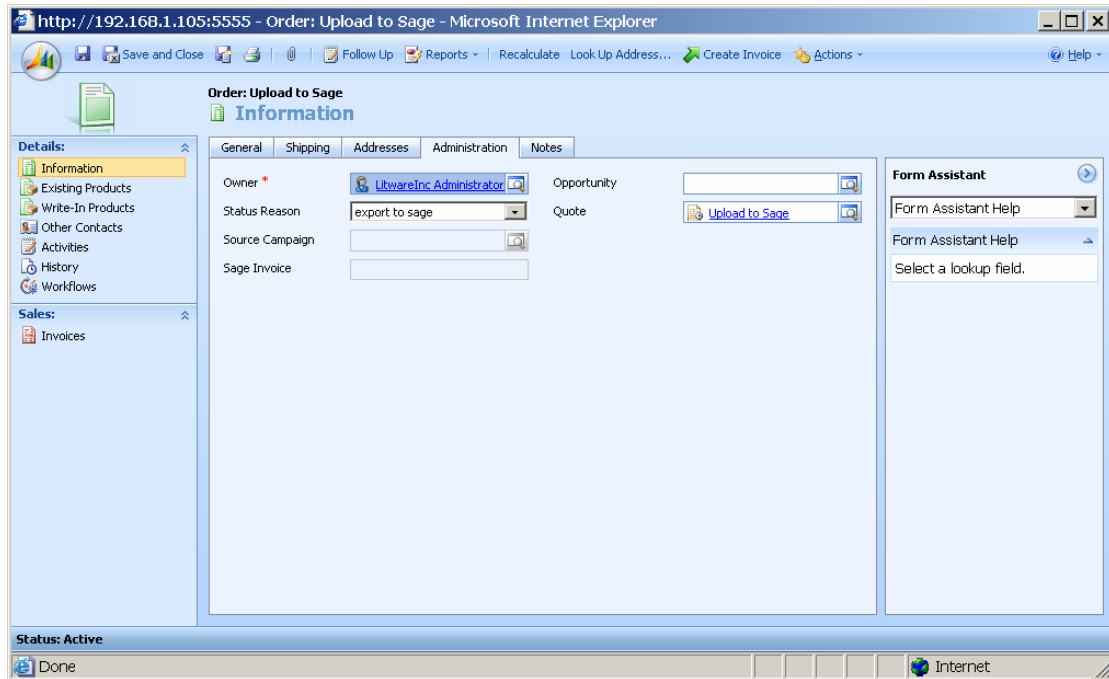 http://192.168.1.105:5555 - Order: Upload to Sage - Microsoft Internet Explorer
Save and Close Follow Up Reports Recalculate Look Up Address... Create Invoice Actions Help
Order: Upload to Sage
Information
Details:
Information
Existing Products
Write-In Products
Other Contacts
Activities
History
Workflows
Sales:
Invoices
General Shipping Addresses Administration Notes
Owner * LitwareInc Administrator Opportunity
Status Reason export to sage Quote Upload to Sage
Source Campaign
Sage Invoice
Form Assistant
Form Assistant Help
Form Assistant Help
Select a lookup field.
Status: Active
Done Internet